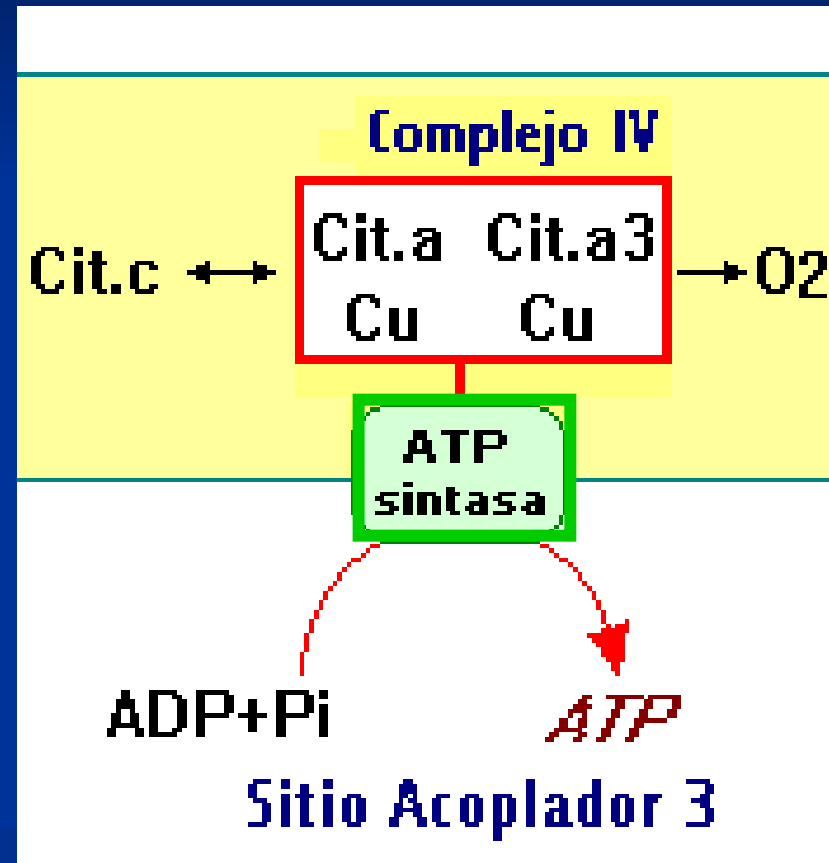 Complejo IV
Cit.c
Cit.a Cit.a3
Cu Cu
O2
ATP
sintasa
ADP+Pi
ATP
Sitio Acoplador 3